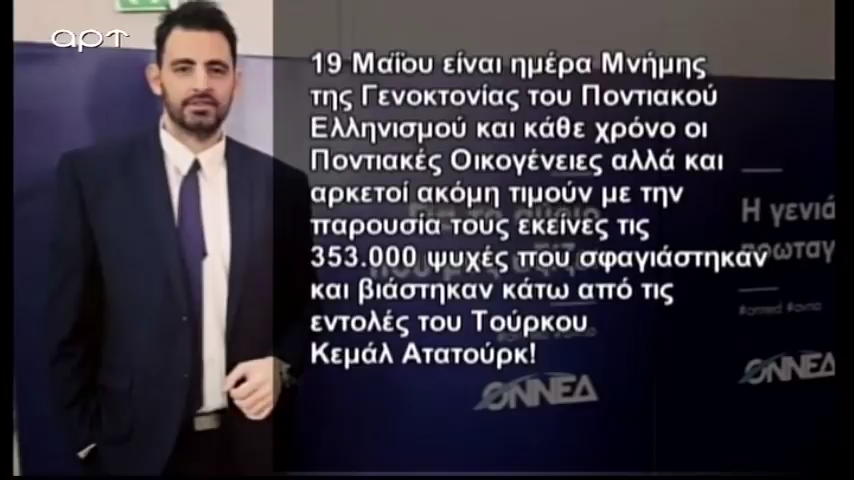 αρτ
19 Μαΐου είναι ημέρα Μνήμης
της Γενοκτονίας του Ποντιακού
Ελληνισμού και κάθε χρόνο οι
Ποντιακές Οικογένειες αλλά και
αρκετοί ακόμη τιμούν με την
παρουσία τους εκείνες τις
353.000 ψυχές που σφαγιάστηκαν
και βιάστηκαν κάτω από τις
εντολές του Τούρκου
Κεμάλ Ατατούρκ!
Η γενιά
πρωταγ
ΟΝΝΕΔ
ΟΝΝΕΔ